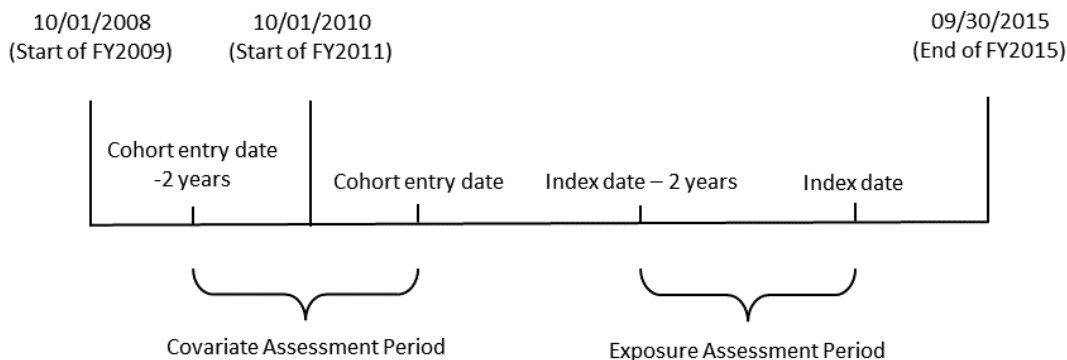 10/01/2008
(Start of FY2009)
10/01/2010
(Start of FY2011)
09/30/2015
(End of FY2015)
Cohort entry date
-2 years
Cohort entry date
Index date – 2 years
Index date
Covariate Assessment Period
Exposure Assessment Period